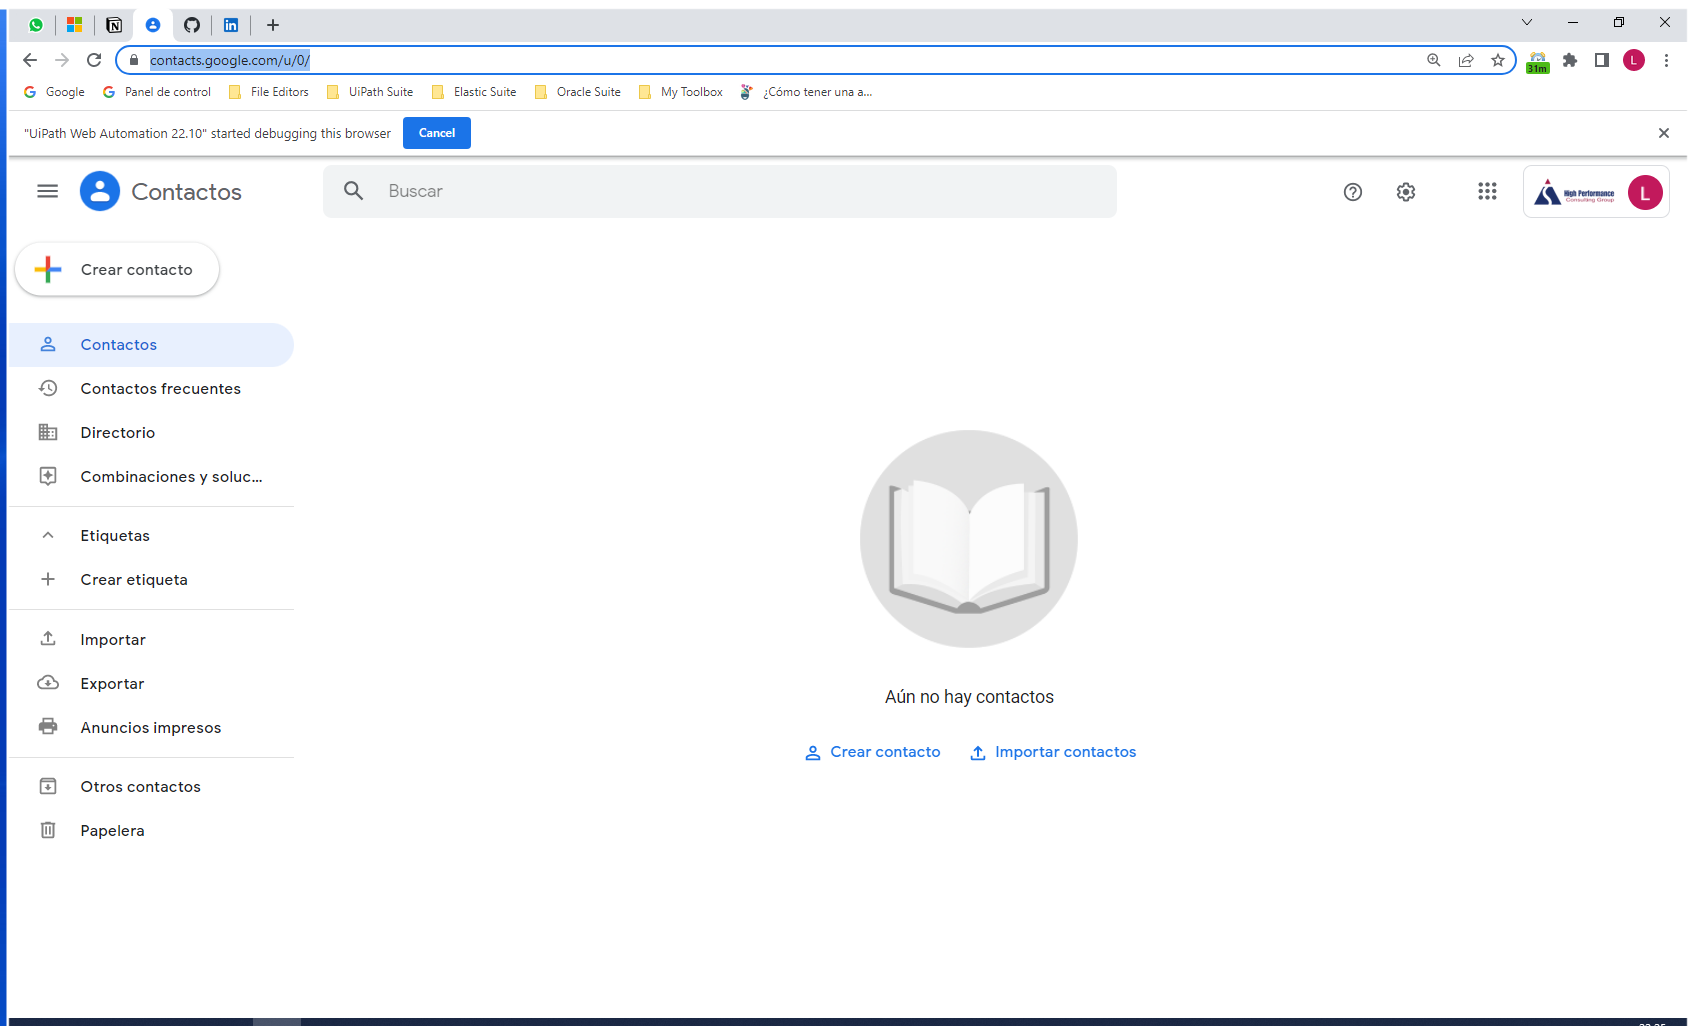 contacts.google.com/u/0/
31m
L
Google
Panel de control
File Editors
UiPath Suite
Elastic Suite
Oracle Suite
My Toolbox
¿Cómo tener una a...
"UiPath Web Automation 22.10" started debugging this browser
Cancel
Contactos
Buscar
High Performance
Consulting Group
L
Crear contacto
Contactos
Contactos frecuentes
Directorio
Combinaciones y soluc...
Etiquetas
Crear etiqueta
Importar
Exportar
Anuncios impresos
Otros contactos
Papelera
Aún no hay contactos
Crear contacto
Importar contactos